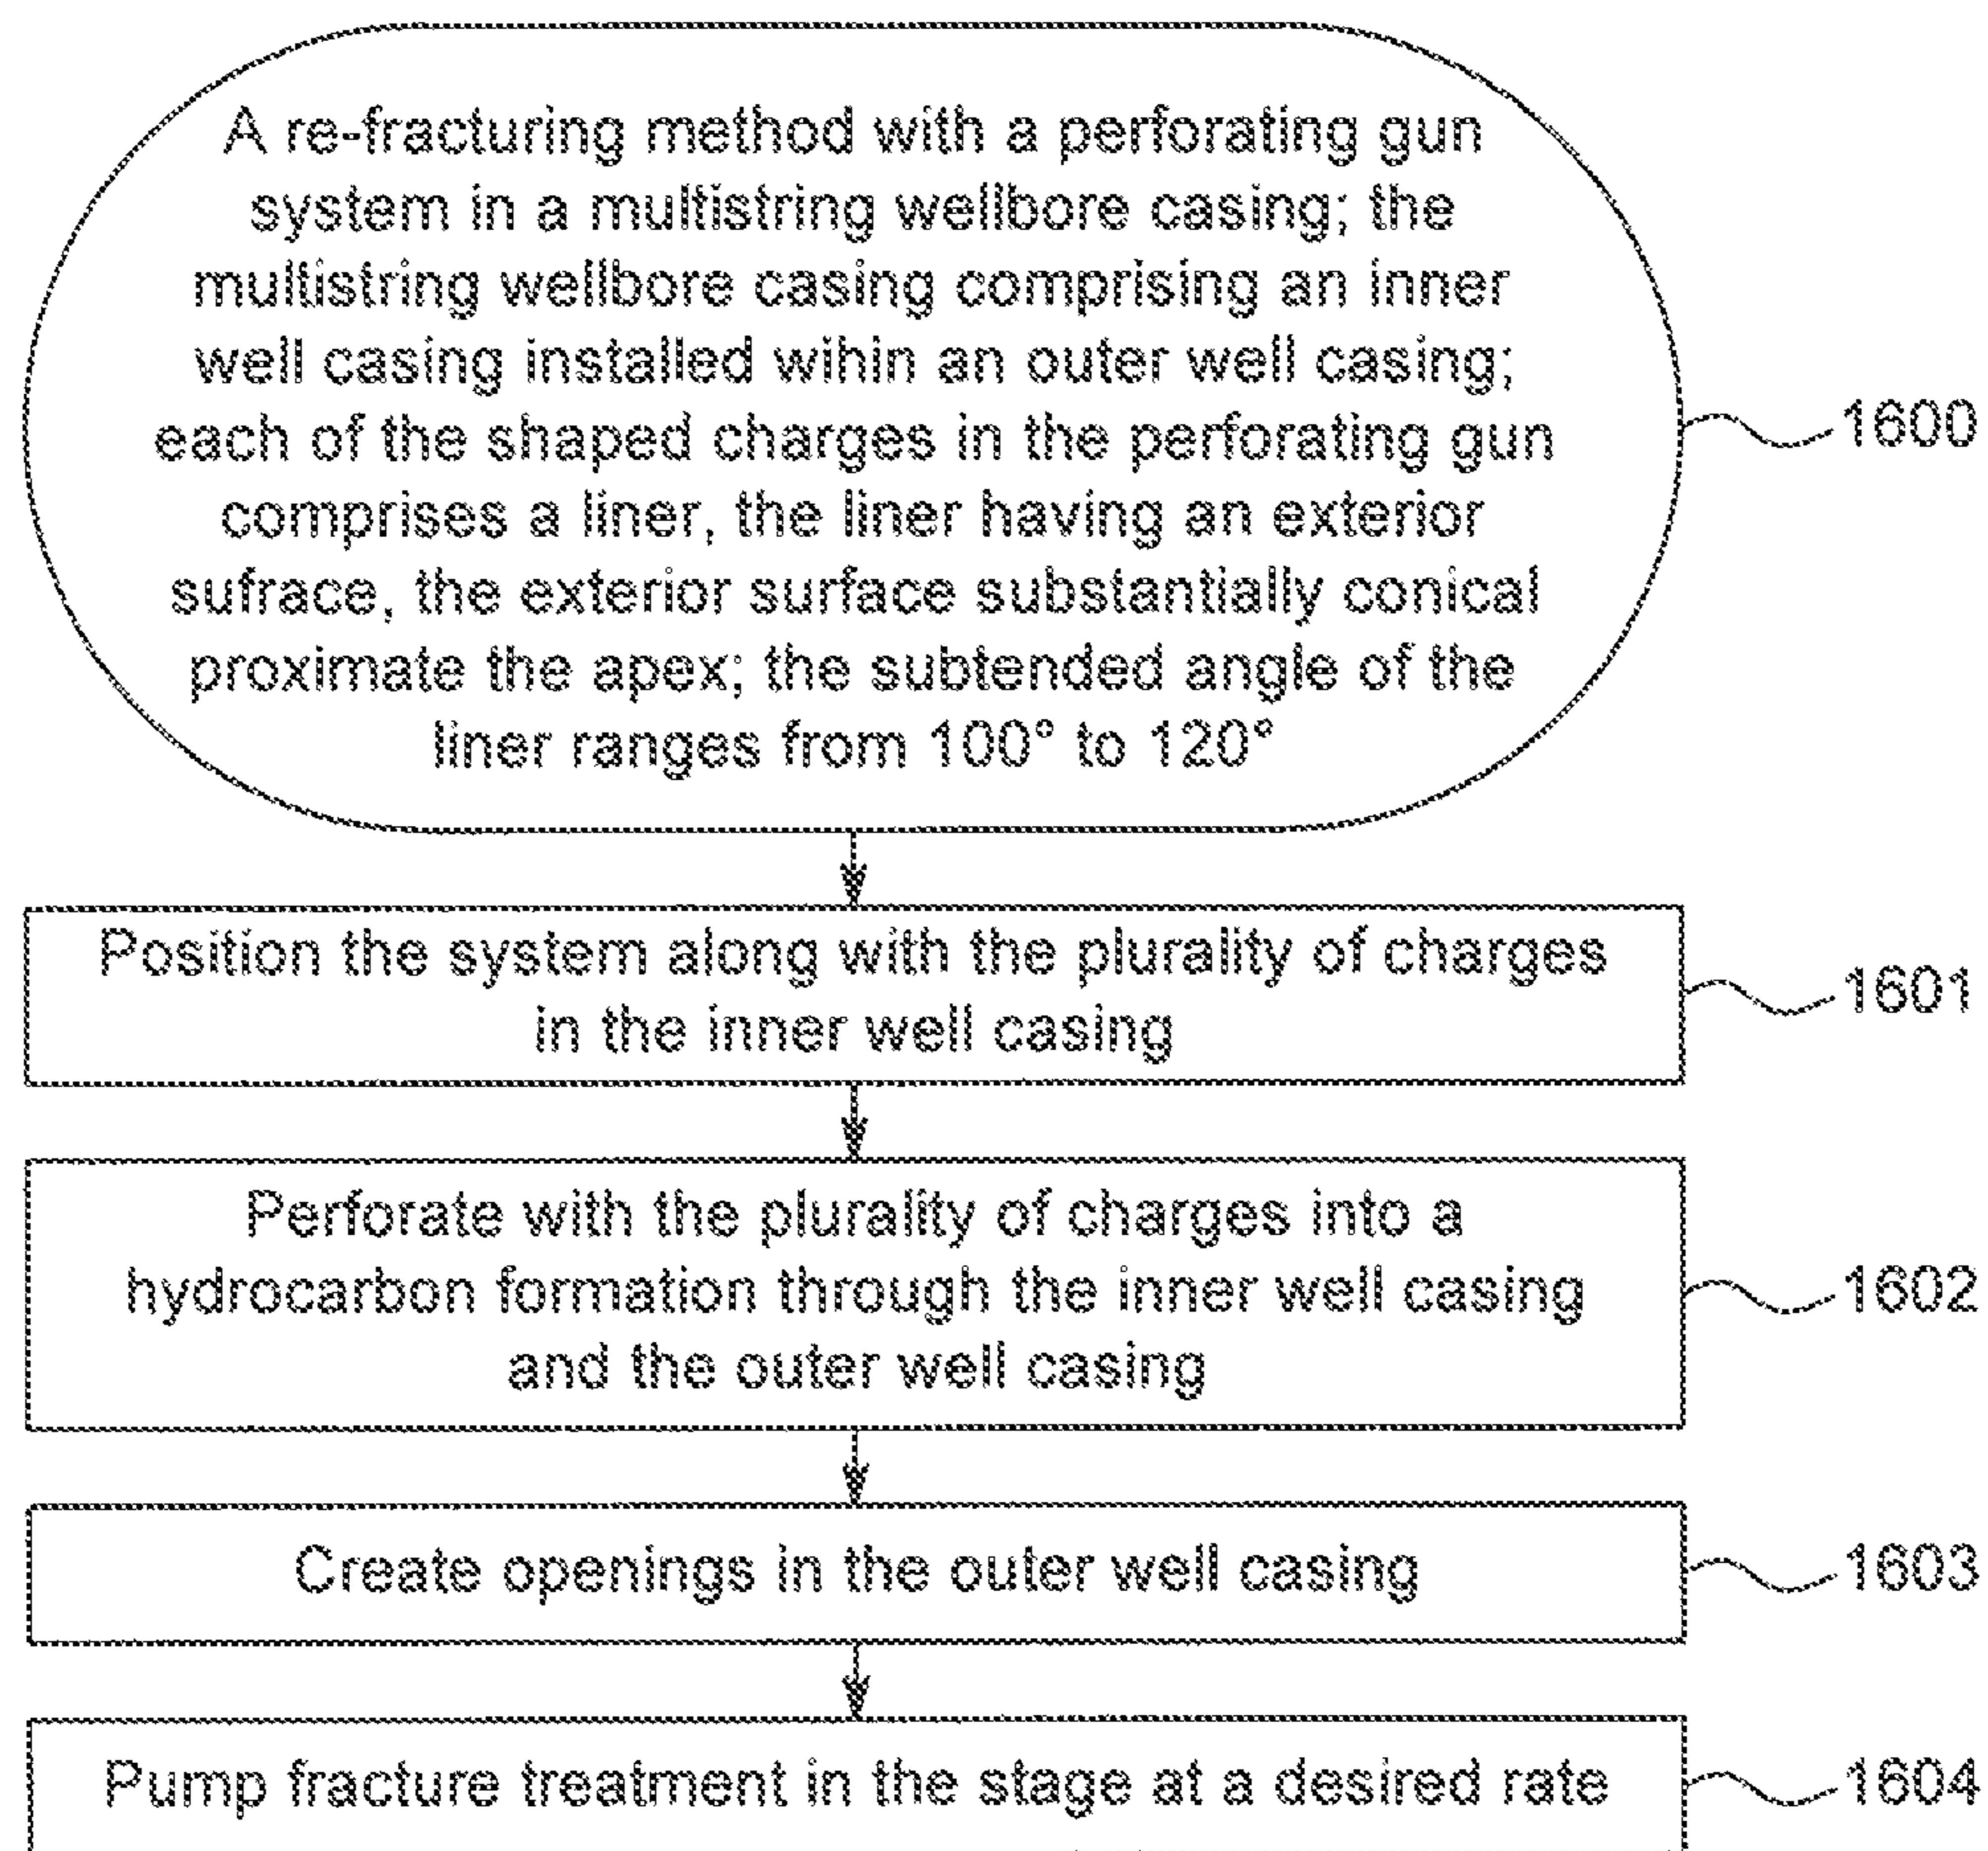 A re-fracturing method with a perforating gun
system in a multistring wellbore casing; the
multistring wellbore casing comprising an inner
well casing installed wihin an outer well casing;
each of the shaped charges in the perforating gun
comprises a liner, the liner having an exterior
sufrace, the exterior surface substantially conical
proximate the apex; the subtended angle of the
liner ranges from 100° to 120°
1600
Position the system along with the plurality of charges
in the inner well casing
1601
Perforate with the plurality of charges into a
hydrocarbon formation through the inner well casing
and the outer well casing
1602
Create openings in the outer well casing
1603
Pump fracture treatment in the stage at a desired rate
1604